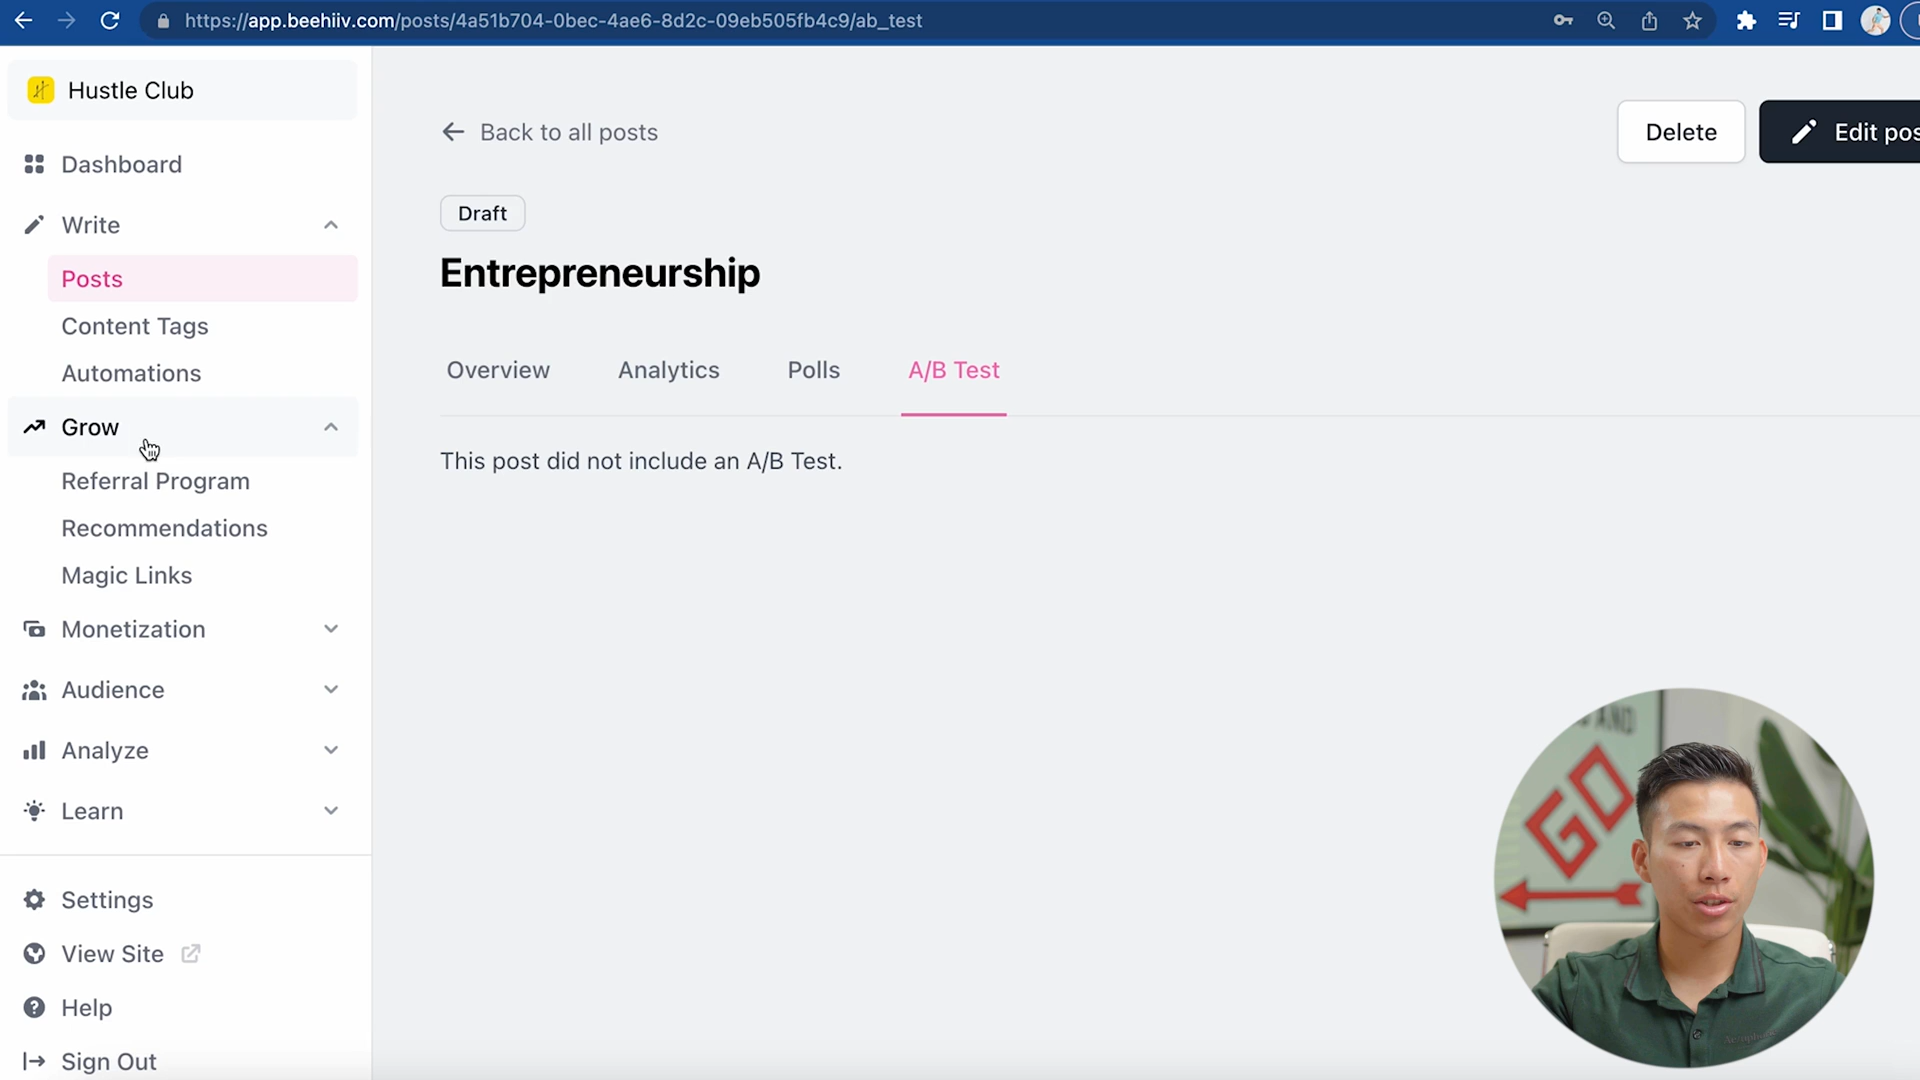 https://app.beehiiv.com/posts/4a51b704-0bec-4ae6-8d2c-09eb505fb4c9/ab_test
Hustle Club
Dashboard
Write
Posts
Content Tags
Automations
Grow
Referral Program
Recommendations
Magic Links
Monetization
Audience
Analyze
Learn
Settings
View Site
Help
Sign Out
Back to all posts
Delete
Edit pos
Draft
Entrepreneurship
Overview
Analytics
Polls
A/B Test
This post did not include an A/B Test.
AND
GO